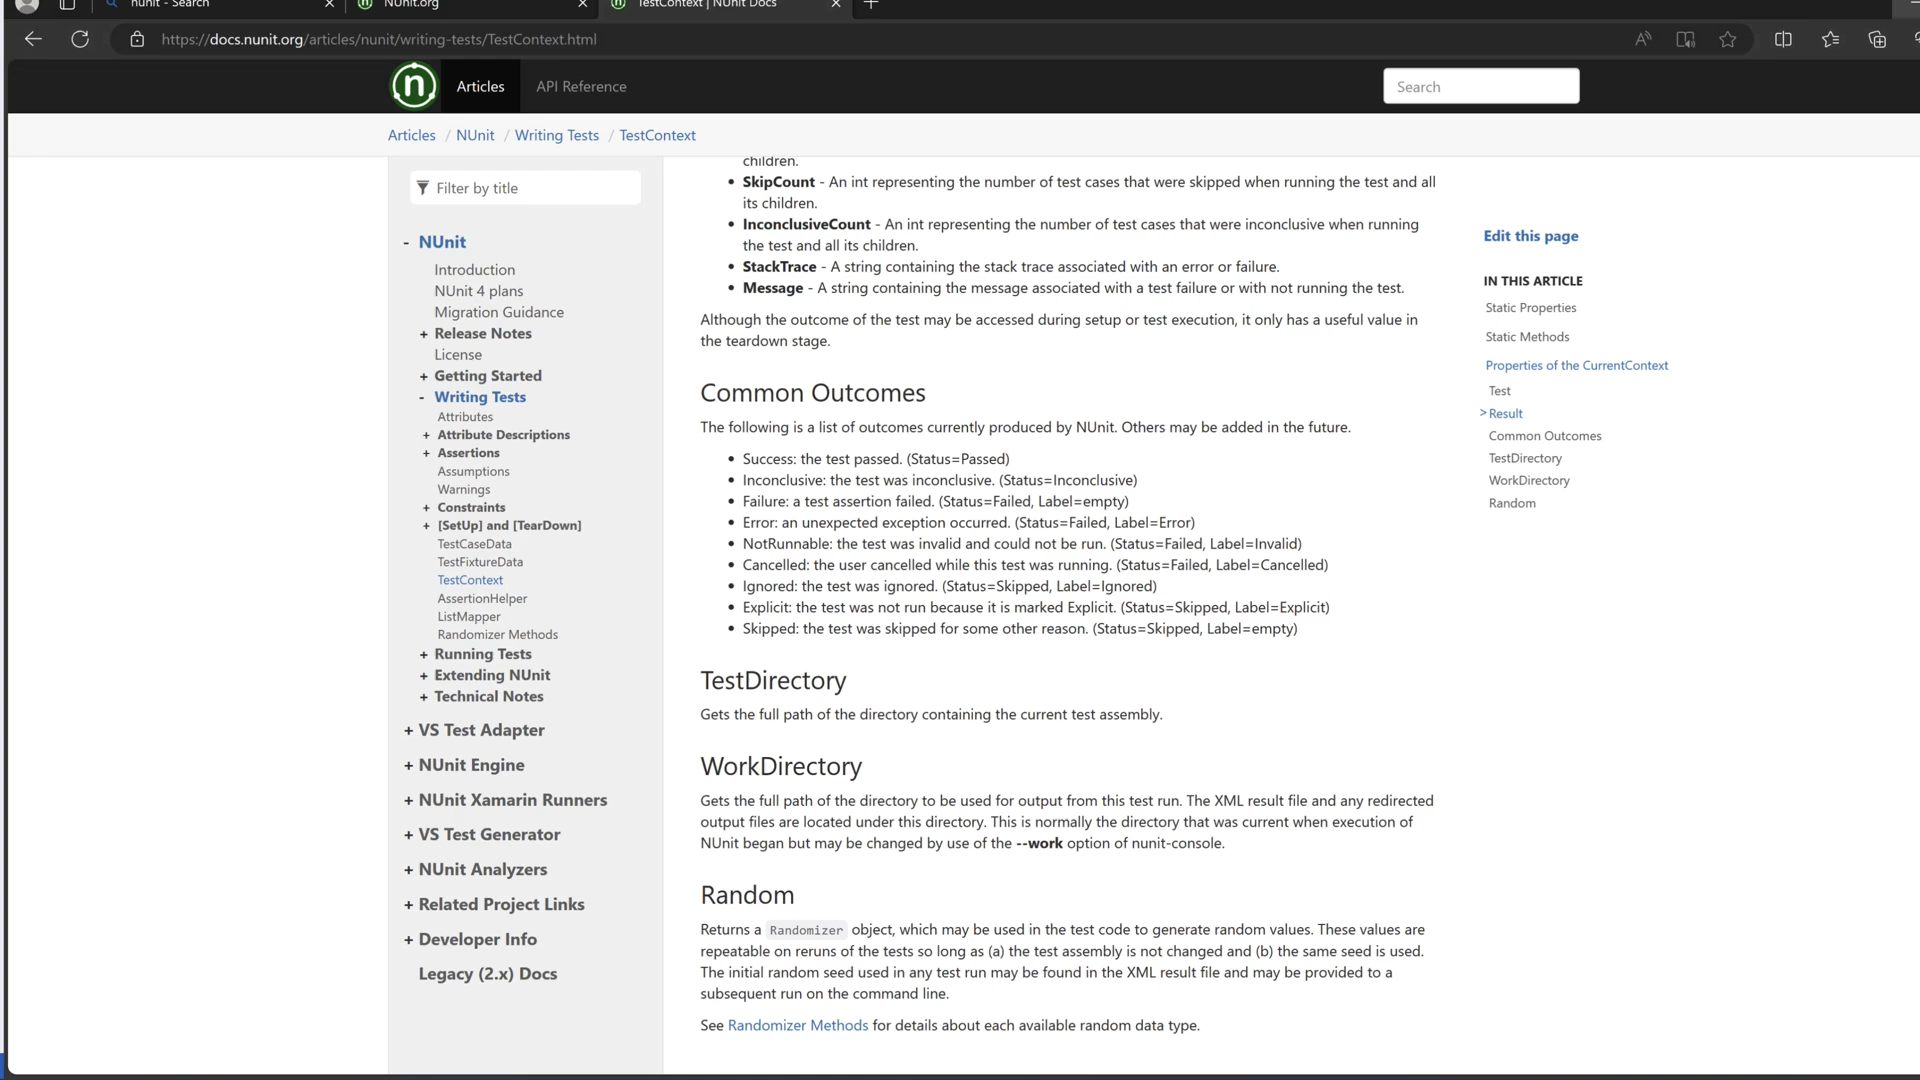 nunit - Search
NUnit.org
TestContext | NUnit Docs
https://docs.nunit.org/articles/nunit/writing-tests/TestContext.html
n
Articles
API Reference
Search
Articles / NUnit / Writing Tests / TestContext
Filter by title
- NUnit
Introduction
NUnit 4 plans
Migration Guidance
+ Release Notes
License
+ Getting Started
- Writing Tests
Attributes
+ Attribute Descriptions
+ Assertions
Assumptions
Warnings
+ Constraints
+ [SetUp] and [TearDown]
TestCaseData
TestFixtureData
TestContext
AssertionHelper
ListMapper
Randomizer Methods
+ Running Tests
+ Extending NUnit
+ Technical Notes
+ VS Test Adapter
+ NUnit Engine
+ NUnit Xamarin Runners
+ VS Test Generator
+ NUnit Analyzers
+ Related Project Links
+ Developer Info
Legacy (2.x) Docs
children.
• SkipCount - An int representing the number of test cases that were skipped when running the test and all
its children.
• InconclusiveCount - An int representing the number of test cases that were inconclusive when running
the test and all its children.
• StackTrace - A string containing the stack trace associated with an error or failure.
• Message - A string containing the message associated with a test failure or with not running the test.
Although the outcome of the test may be accessed during setup or test execution, it only has a useful value in
the teardown stage.
Common Outcomes
The following is a list of outcomes currently produced by NUnit. Others may be added in the future.
• Success: the test passed. (Status=Passed)
• Inconclusive: the test was inconclusive. (Status=Inconclusive)
• Failure: a test assertion failed. (Status=Failed, Label=empty)
• Error: an unexpected exception occurred. (Status=Failed, Label=Error)
• NotRunnable: the test was invalid and could not be run. (Status=Failed, Label=Invalid)
• Cancelled: the user cancelled while this test was running. (Status=Failed, Label=Cancelled)
• Ignored: the test was ignored. (Status=Skipped, Label=Ignored)
• Explicit: the test was not run because it is marked Explicit. (Status=Skipped, Label=Explicit)
• Skipped: the test was skipped for some other reason. (Status=Skipped, Label=empty)
TestDirectory
Gets the full path of the directory containing the current test assembly.
WorkDirectory
Gets the full path of the directory to be used for output from this test run. The XML result file and any redirected
output files are located under this directory. This is normally the directory that was current when execution of
NUnit began but may be changed by use of the --work option of nunit-console.
Random
Returns a Randomizer object, which may be used in the test code to generate random values. These values are
repeatable on reruns of the tests so long as (a) the test assembly is not changed and (b) the same seed is used.
The initial random seed used in any test run may be found in the XML result file and may be provided to a
subsequent run on the command line.
See Randomizer Methods for details about each available random data type.
Edit this page
IN THIS ARTICLE
Static Properties
Static Methods
Properties of the CurrentContext
Test
> Result
Common Outcomes
TestDirectory
WorkDirectory
Random